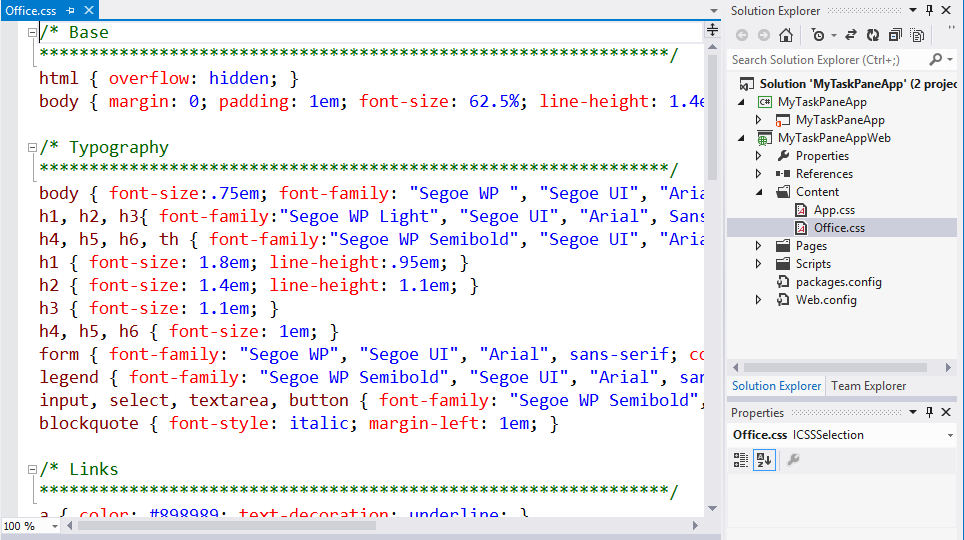 Office.css
/* Base
***************************************************************/
html { overflow: hidden; }
body { margin: 0; padding: 1em; font-size: 62.5%; line-height: 1.4e
/* Typography
***************************************************************/
body { font-size:.75em; font-family: "Segoe WP ", "Segoe UI", "Aria
h1, h2, h3{ font-family:"Segoe WP Light", "Segoe UI", "Arial", Sans
h4, h5, h6, th { font-family:"Segoe WP Semibold", "Segoe UI", "Aria
h1 { font-size: 1.8em; line-height:.95em; }
h2 { font-size: 1.4em; line-height: 1.1em; }
h3 { font-size: 1.1em; }
h4, h5, h6 { font-size: 1em; }
form { font-family: "Segoe WP", "Segoe UI", "Arial", sans-serif; co
legend { font-family: "Segoe WP Semibold", "Segoe UI", "Arial", san
input, select, textarea, button { font-family: "Segoe WP Semibold",
blockquote { font-style: italic; margin-left: 1em; }
/* Links
***************************************************************/
a { color: #898989; text-decoration: underline; }
100 %
Solution Explorer
Search Solution Explorer (Ctrl+;)
Solution 'MyTaskPaneApp' (2 projec
C# MyTaskPaneApp
MyTaskPaneApp
MyTaskPaneAppWeb
Properties
References
Content
App.css
Office.css
Pages
Scripts
packages.config
Web.config
Solution Explorer Team Explorer
Properties
Office.css ICSSSelection